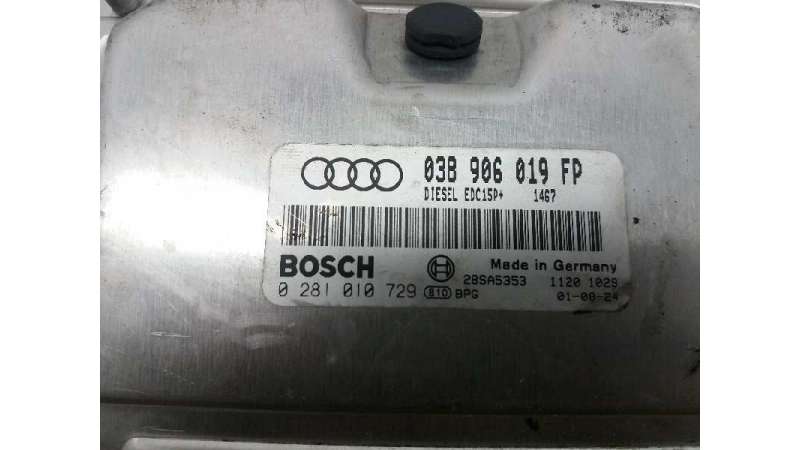 03B 906 019 FP
DIESEL EDC15P+ 1467
BOSCH
Made in Germany
28SA5353 1120 1029
0 281 010 729 810 BPG 01-08-24